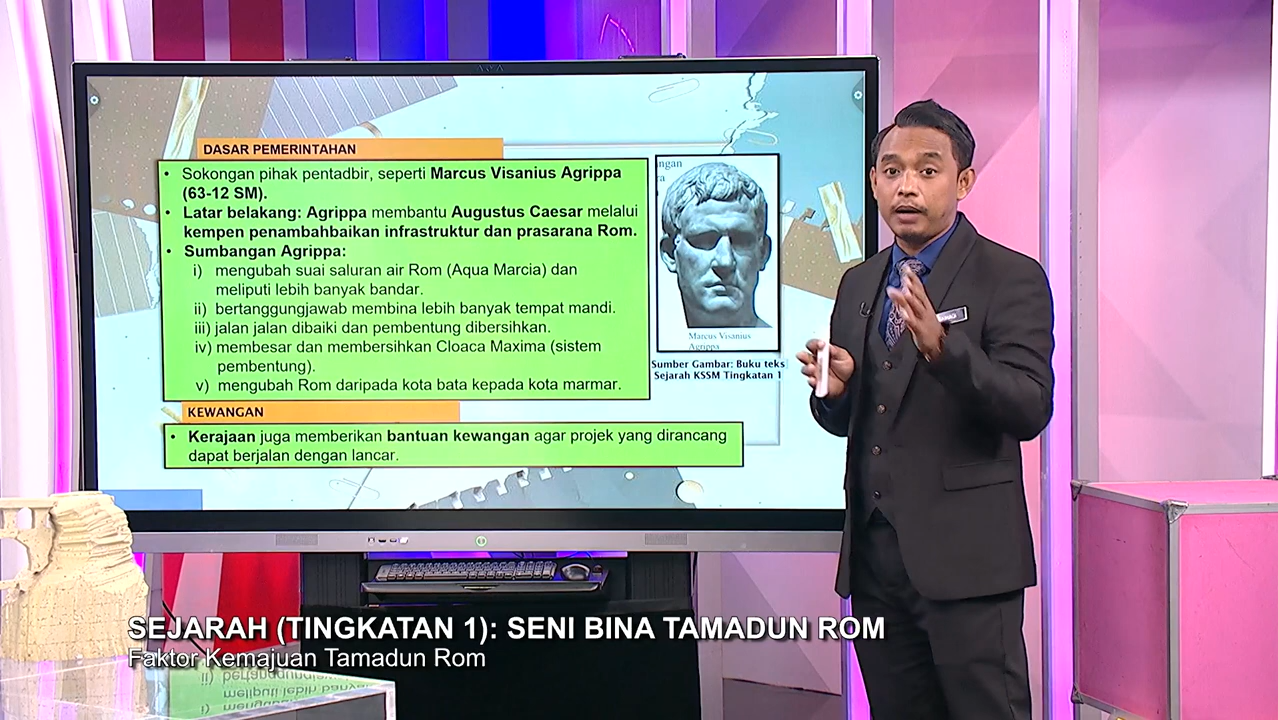 DASAR PEMERINTAHAN
• Sokongan pihak pentadbir, seperti Marcus Visanius Agrippa
(63-12 SM).
• Latar belakang: Agrippa membantu Augustus Caesar melalui
kempen penambahbaikan infrastruktur dan prasarana Rom.
• Sumbangan Agrippa:
i) mengubah suai saluran air Rom (Aqua Marcia) dan
meliputi lebih banyak bandar.
ii) bertanggungjawab membina lebih banyak tempat mandi.
iii) jalan jalan dibaiki dan pembentung dibersihkan.
iv) membesar dan membersihkan Cloaca Maxima (sistem
pembentung).
v) mengubah Rom daripada kota bata kepada kota marmar.
ngan
ra
Marcus Visanius
Agrippa
Sumber Gambar: Buku teks
Sejarah KSSM Tingkatan 1
KEWANGAN
• Kerajaan juga memberikan bantuan kewangan agar projek yang dirancang
dapat berjalan dengan lancar.
SEJARAH (TINGKATAN 1): SENI BINA TAMADUN ROM
Faktor Kemajuan Tamadun Rom